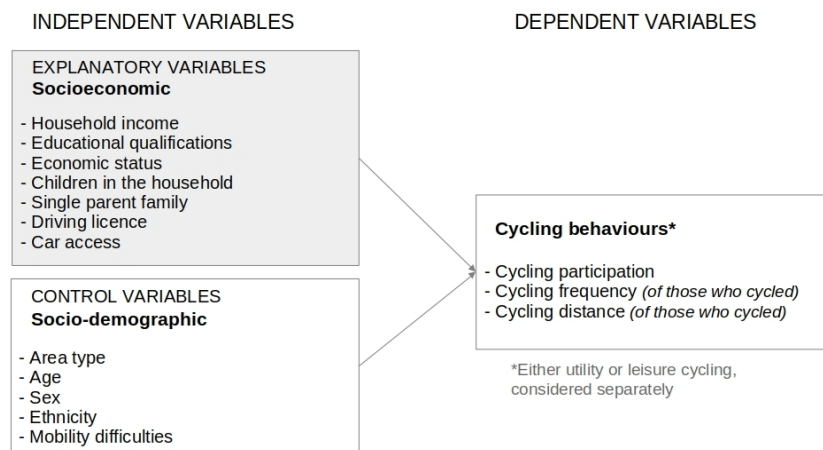 INDEPENDENT VARIABLES
EXPLANATORY VARIABLES
Socioeconomic
- Household income
- Educational qualifications
- Economic status
- Children in the household
- Single parent family
- Driving licence
- Car access
CONTROL VARIABLES
Socio-demographic
- Area type
- Age
- Sex
- Ethnicity
- Mobility difficulties
DEPENDENT VARIABLES
Cycling behaviours*
- Cycling participation
- Cycling frequency (of those who cycled)
- Cycling distance (of those who cycled)
*Either utility or leisure cycling,
considered separately